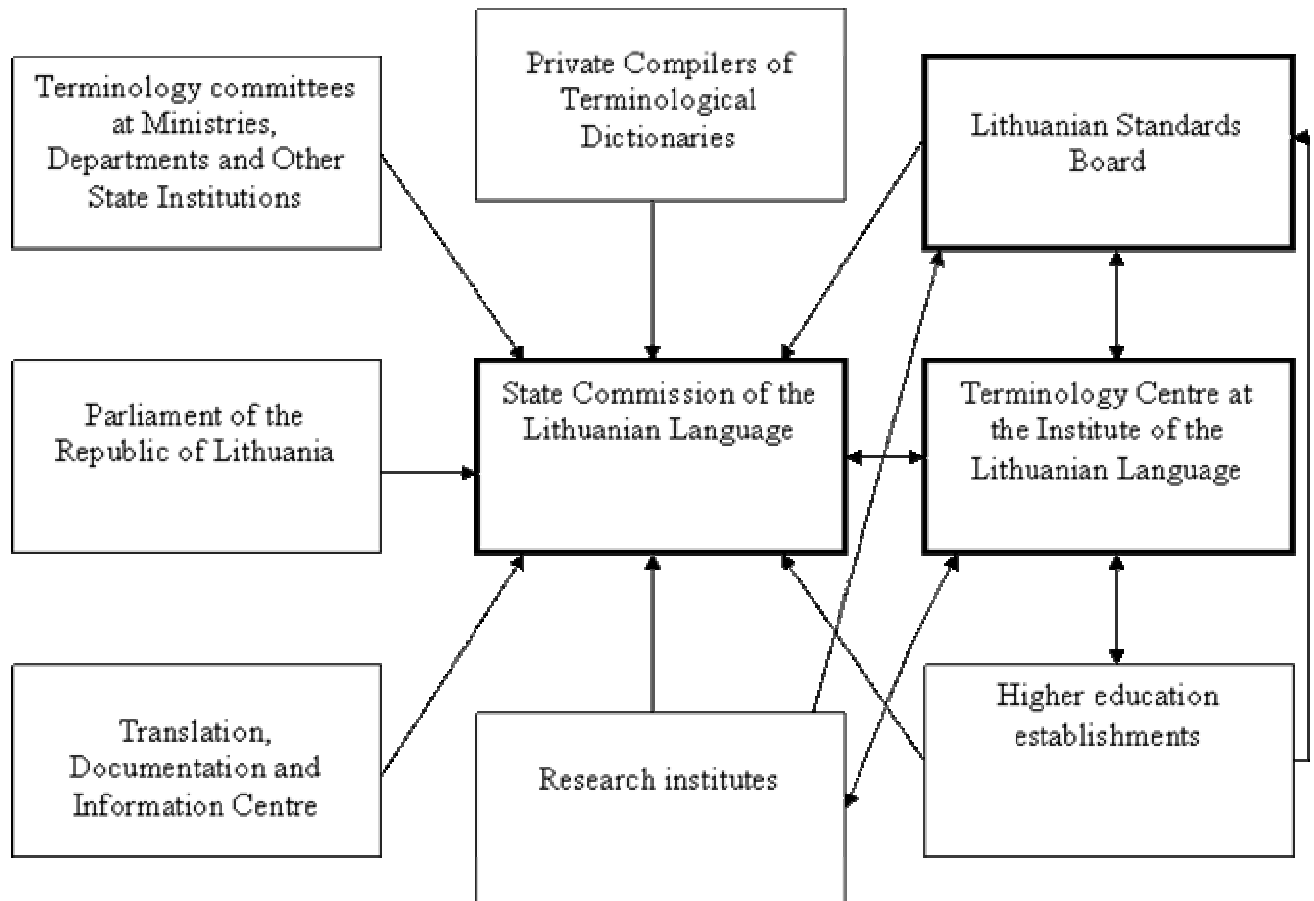 Terminology committees
at Ministries,
Departments and Other
State Institutions
Private Compilers of
Terminological
Dictionaries
Lithuanian Standards
Board
Parliament of the
Republic of Lithuania
State Commission of the
Lithuanian Language
Terminology Centre at
the Institute of the
Lithuanian Language
Translation,
Documentation and
Information Centre
Research institutes
Higher education
establishments